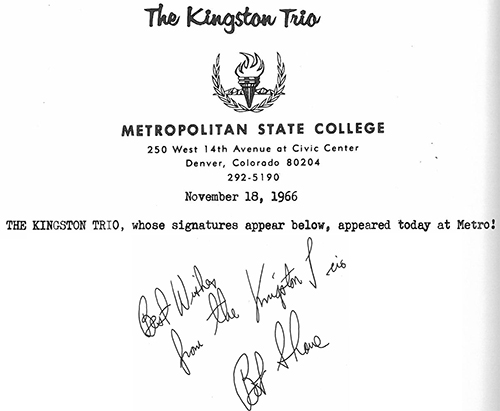 The Kingston Trio
METROPOLITAN STATE COLLEGE
250 West 14th Avenue at Civic Center
Denver, Colorado 80204
292-5190
November 18, 1966
THE KINGSTON TRIO, whose signatures appear below, appeared today at Metro!
Best Wishes
from the Kingston Trio
Bob Shane